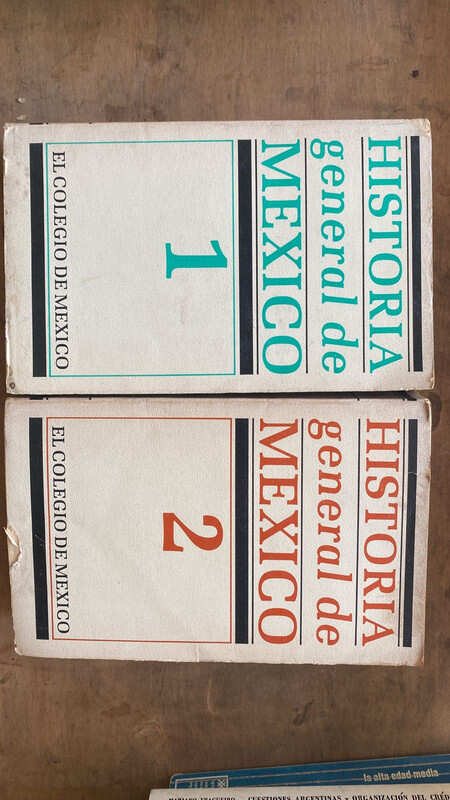 HISTORIA
general de
MEXICO
1
EL COLEGIO DE MEXICO
HISTORIA
general de
MEXICO
2
EL COLEGIO DE MEXICO
la alta edad media
CUESTIONES ARGENTINAS • ORGANIZACIÓN DEL CRÉD